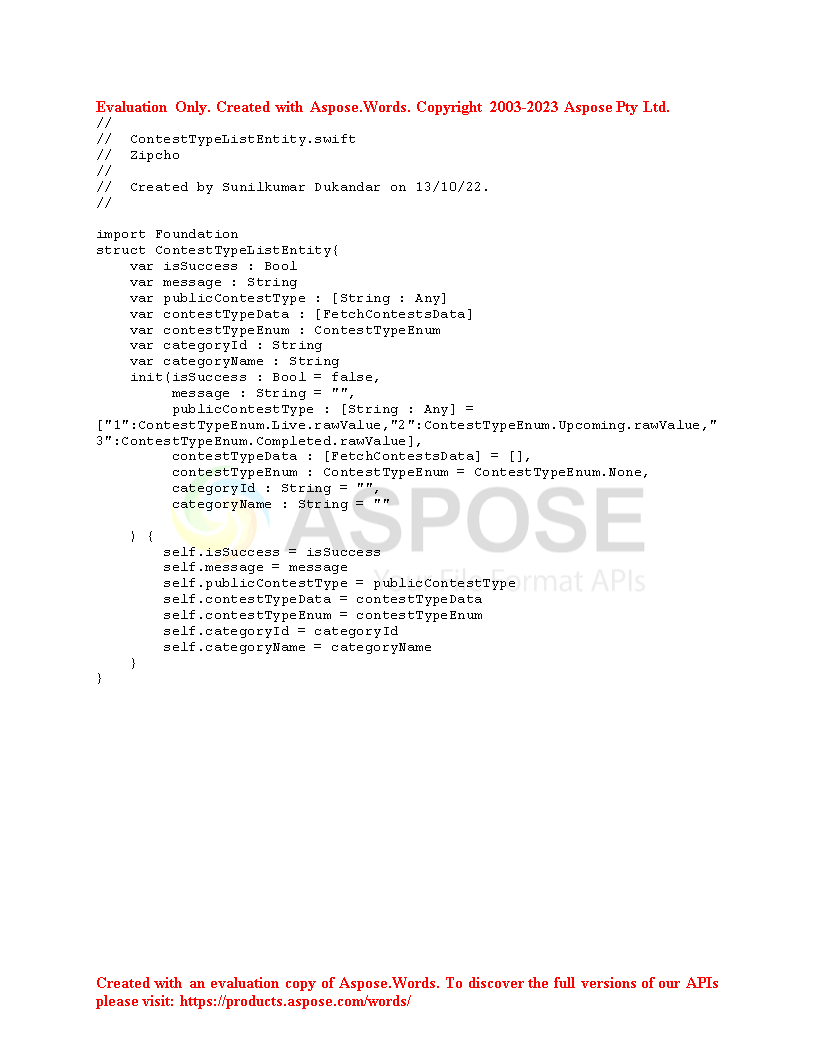 Evaluation Only. Created with Aspose.Words. Copyright 2003-2023 Aspose Pty Ltd.
//
//  ContestTypeListEntity.swift
//  Zipcho
//
//  Created by Sunilkumar Dukandar on 13/10/22.
//
import Foundation
struct ContestTypeListEntity{
    var isSuccess : Bool
    var message : String
    var publicContestType : [String : Any]
    var contestTypeData : [FetchContestsData]
    var contestTypeEnum : ContestTypeEnum
    var categoryId : String
    var categoryName : String
    init(isSuccess : Bool = false,
         message : String = "",
         publicContestType : [String : Any] =
["1":ContestTypeEnum.Live.rawValue,"2":ContestTypeEnum.Upcoming.rawValue,"
3":ContestTypeEnum.Completed.rawValue],
         contestTypeData : [FetchContestsData] = [],
         contestTypeEnum : ContestTypeEnum = ContestTypeEnum.None,
         categoryId : String = "",
         categoryName : String = ""
    ) {
        self.isSuccess = isSuccess
        self.message = message
        self.publicContestType = publicContestType
        self.contestTypeData = contestTypeData
        self.contestTypeEnum = contestTypeEnum
        self.categoryId = categoryId
        self.categoryName = categoryName
    }
}
ASPOSE
Your File Format APIs
Created with an evaluation copy of Aspose.Words. To discover the full versions of our APIs
please visit: https://products.aspose.com/words/